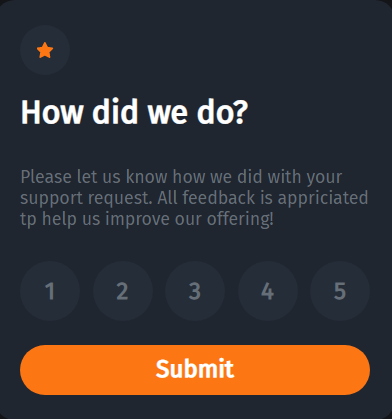 How did we do?
Please let us know how we did with your
support request. All feedback is appriciated
tp help us improve our offering!
1 2 3 4 5
Submit